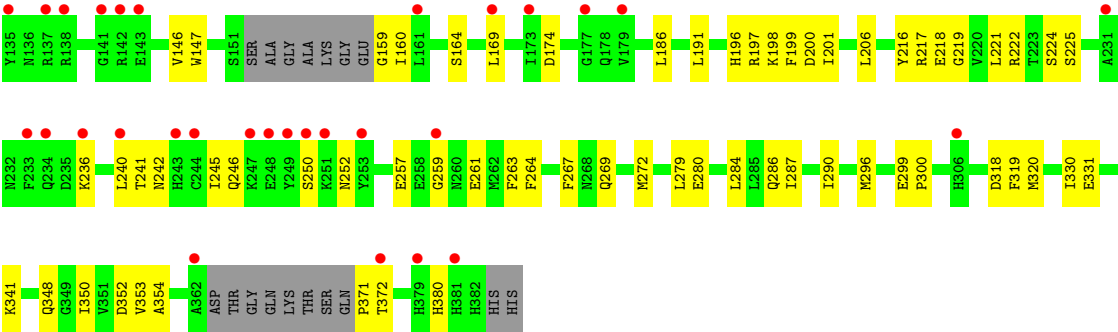 Y135 N136 R137 R138 G141 R142 E143 V146 W147 S151 SER ALA GLY ALA LYS GLY GLU G159 I160 L161 S164 L169 I173 D174 G177 Q178 V179 L186 L191 H196 R197 K198 F199 D200 I201 L206 Y216 R217 E218 G219 V220 L221 R222 T223 S224 S225 A231
N232 F233 Q234 D235 K236 L240 T241 N242 H243 C244 I245 Q246 K247 E248 Y249 S250 K251 N252 Y253 E257 E258 G259 N260 E261 M262 F263 F264 F267 N268 Q269 M272 L279 E280 L284 L285 Q286 I287 I290 M296 E299 P300 H306 D318 F319 M320 I330 E331
K341 Q348 G349 I350 V351 D352 V353 A354 A362 ASP THR GLY GLN LYS THR SER GLN P371 T372 H379 H380 H381 H382 HIS HIS